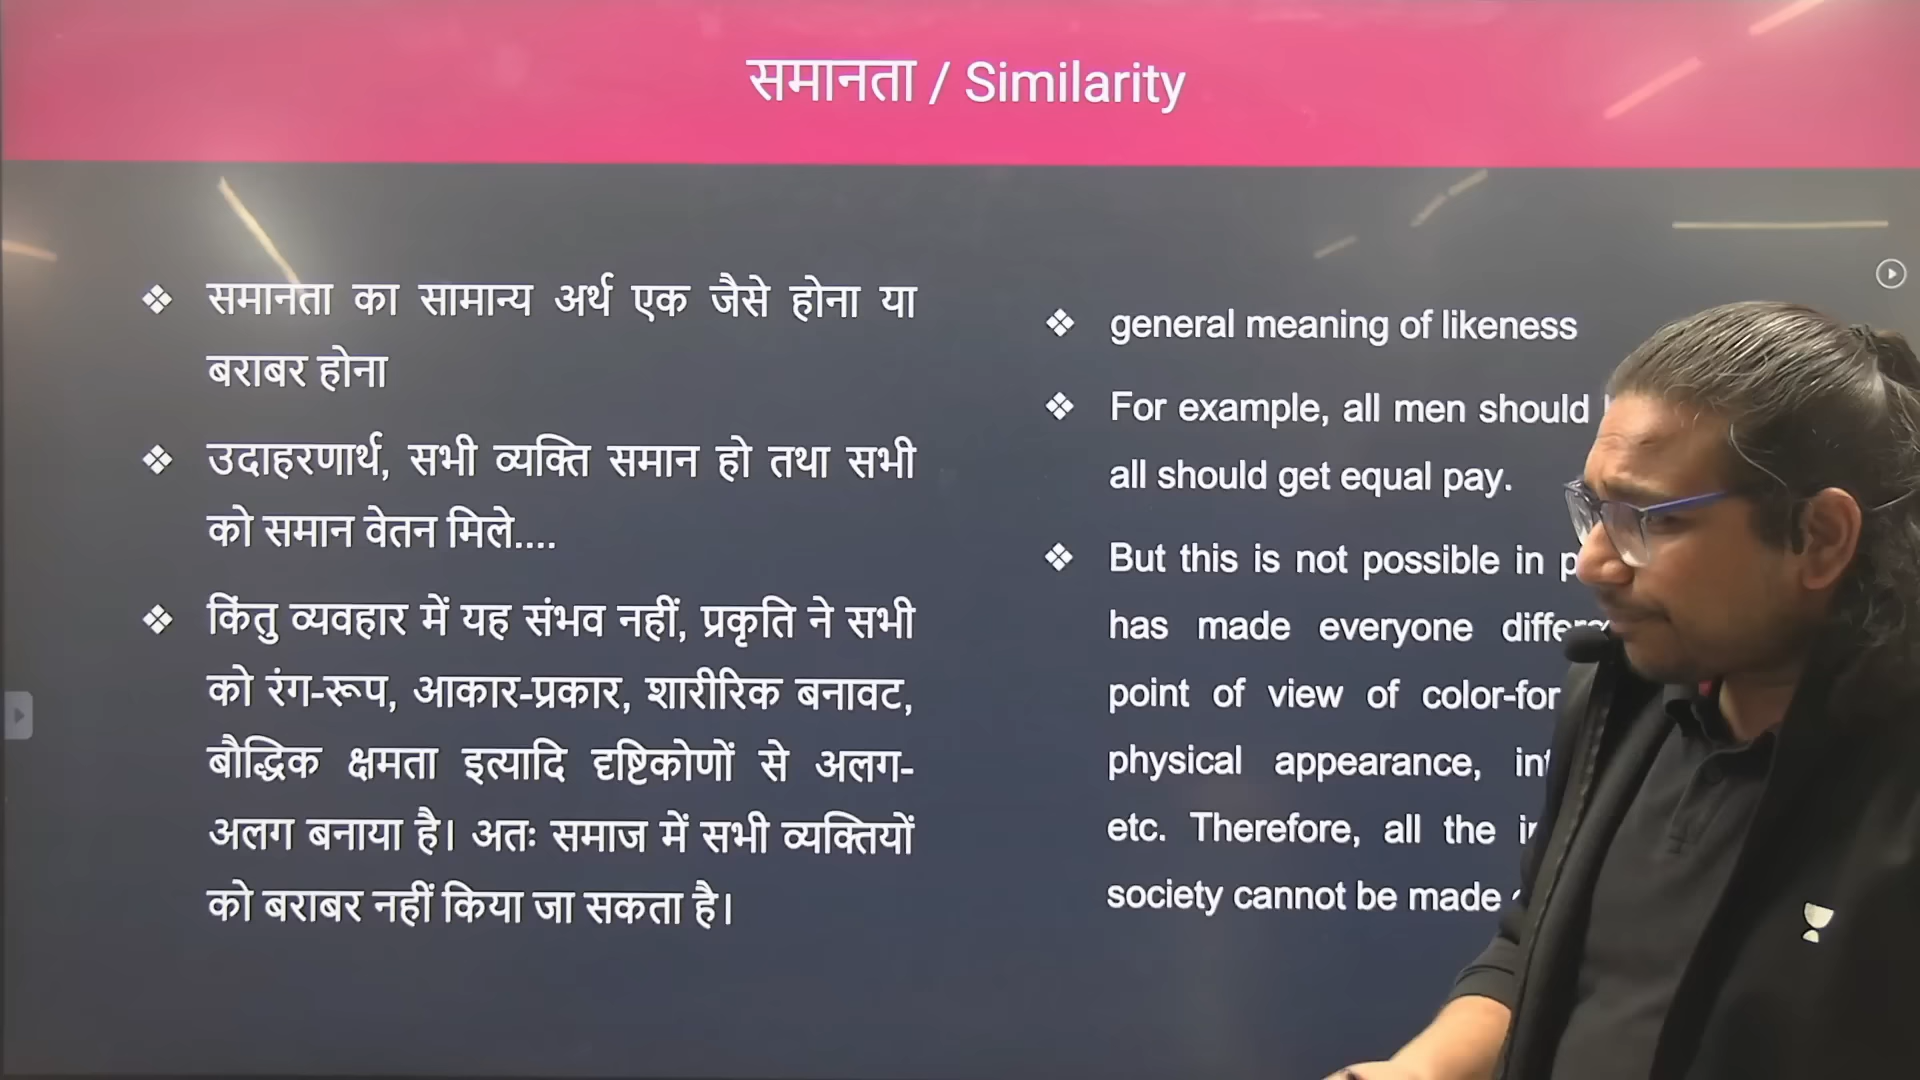 समानता / Similarity
❖ समानता का सामान्य अर्थ एक जैसे होना या
बराबर होना
❖ उदाहरणार्थ, सभी व्यक्ति समान हो तथा सभी
को समान वेतन मिले....
❖ किंतु व्यवहार में यह संभव नहीं, प्रकृति ने सभी
को रंग-रूप, आकार-प्रकार, शारीरिक बनावट,
बौद्धिक क्षमता इत्यादि दृष्टिकोणों से अलग-
अलग बनाया है। अतः समाज में सभी व्यक्तियों
को बराबर नहीं किया जा सकता है।
❖ general meaning of likeness
❖ For example, all men should
all should get equal pay.
❖ But this is not possible in
has made everyone
point of view of
physical appearance,
etc. Therefore, all the
society cannot be made